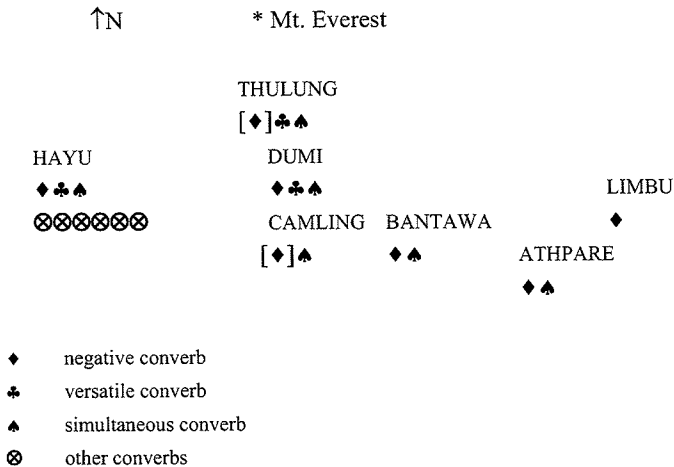 ↑N * Mt. Everest
THULUNG
[♦]♣♠
HAYU DUMI
♦♣♠ ♦♣♠ LIMBU
⊗⊗⊗⊗⊗⊗ CAMLING BANTAWA ♦
[♦]♠ ♦♠ ATHPARE
♦♠
♦ negative converb
♣ versatile converb
♠ simultaneous converb
⊗ other converbs